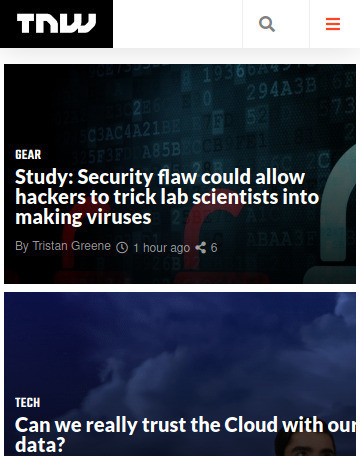 TNW
GEAR
Study: Security flaw could allow
hackers to trick lab scientists into
making viruses
By Tristan Greene 1 hour ago 6
TECH
Can we really trust the Cloud with our
data?